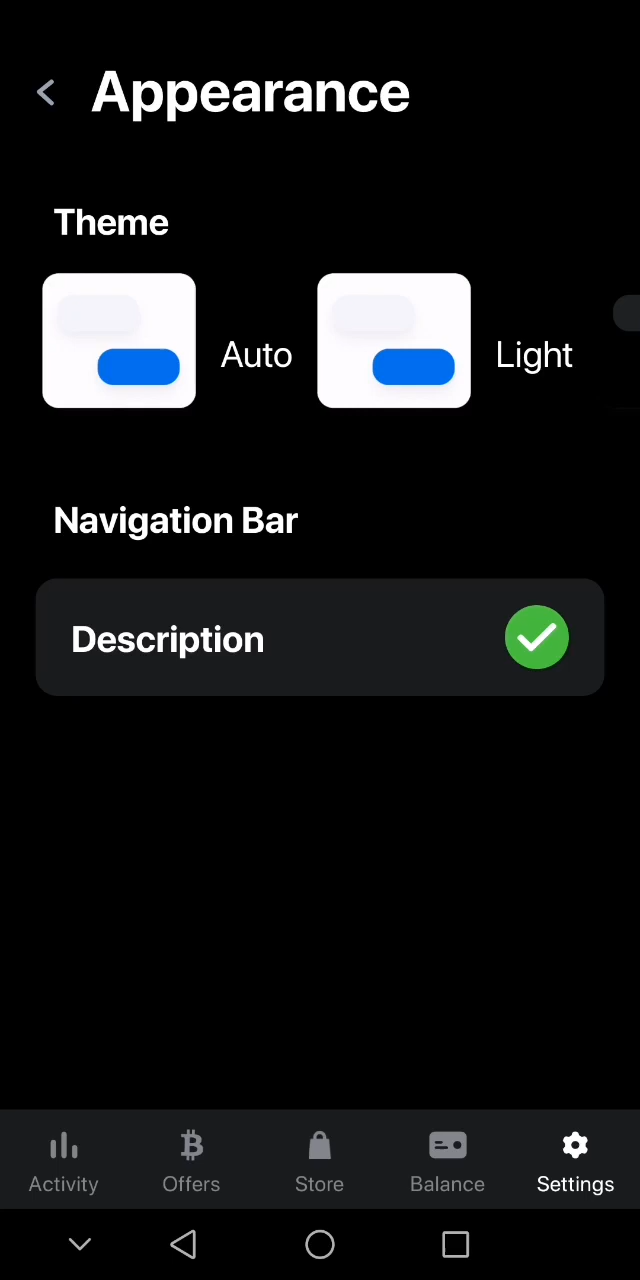 Appearance
Theme
Auto
Light
Navigation Bar
Description
Activity
Offers
Store
Balance
Settings